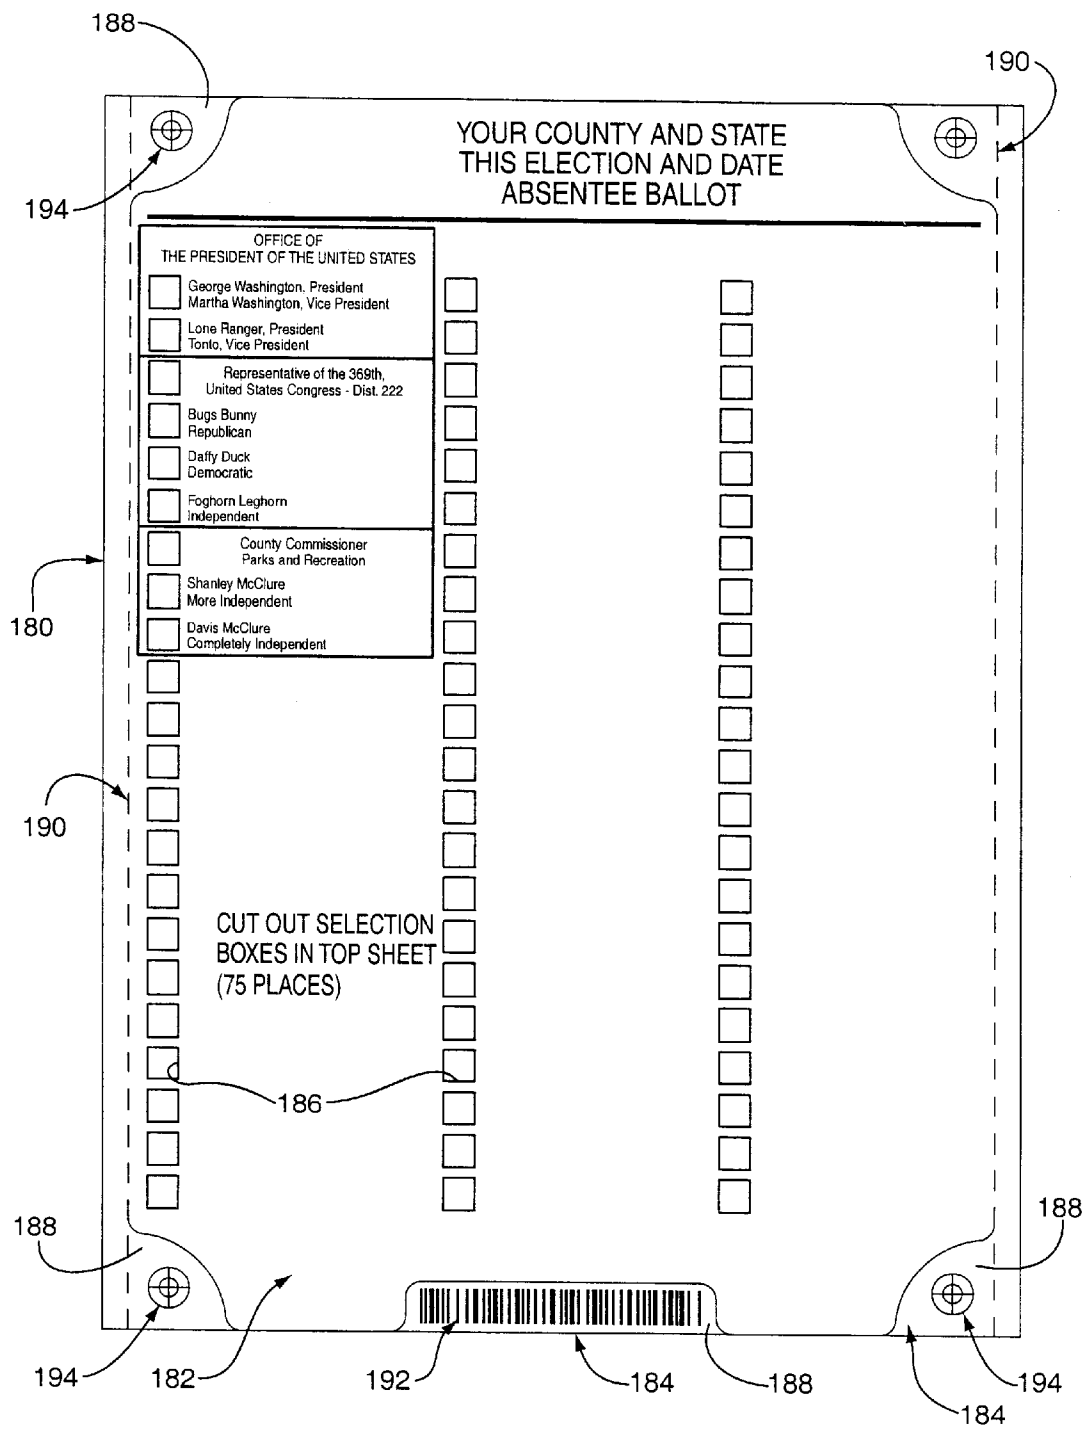 188
190
YOUR COUNTY AND STATE
THIS ELECTION AND DATE
ABSENTEE BALLOT
194
OFFICE OF
THE PRESIDENT OF THE UNITED STATES
George Washington, President
Martha Washington, Vice President
Lone Ranger, President
Tonto, Vice President
Representative of the 369th,
United States Congress - Dist. 222
Bugs Bunny
Republican
Daffy Duck
Democratic
Foghorn Leghorn
Independent
County Commissioner
Parks and Recreation
Shanley McClure
More Independent
Davis McClure
Completely Independent
180
190
CUT OUT SELECTION
BOXES IN TOP SHEET
(75 PLACES)
186
188
188
194
182
192
184
188
194
184